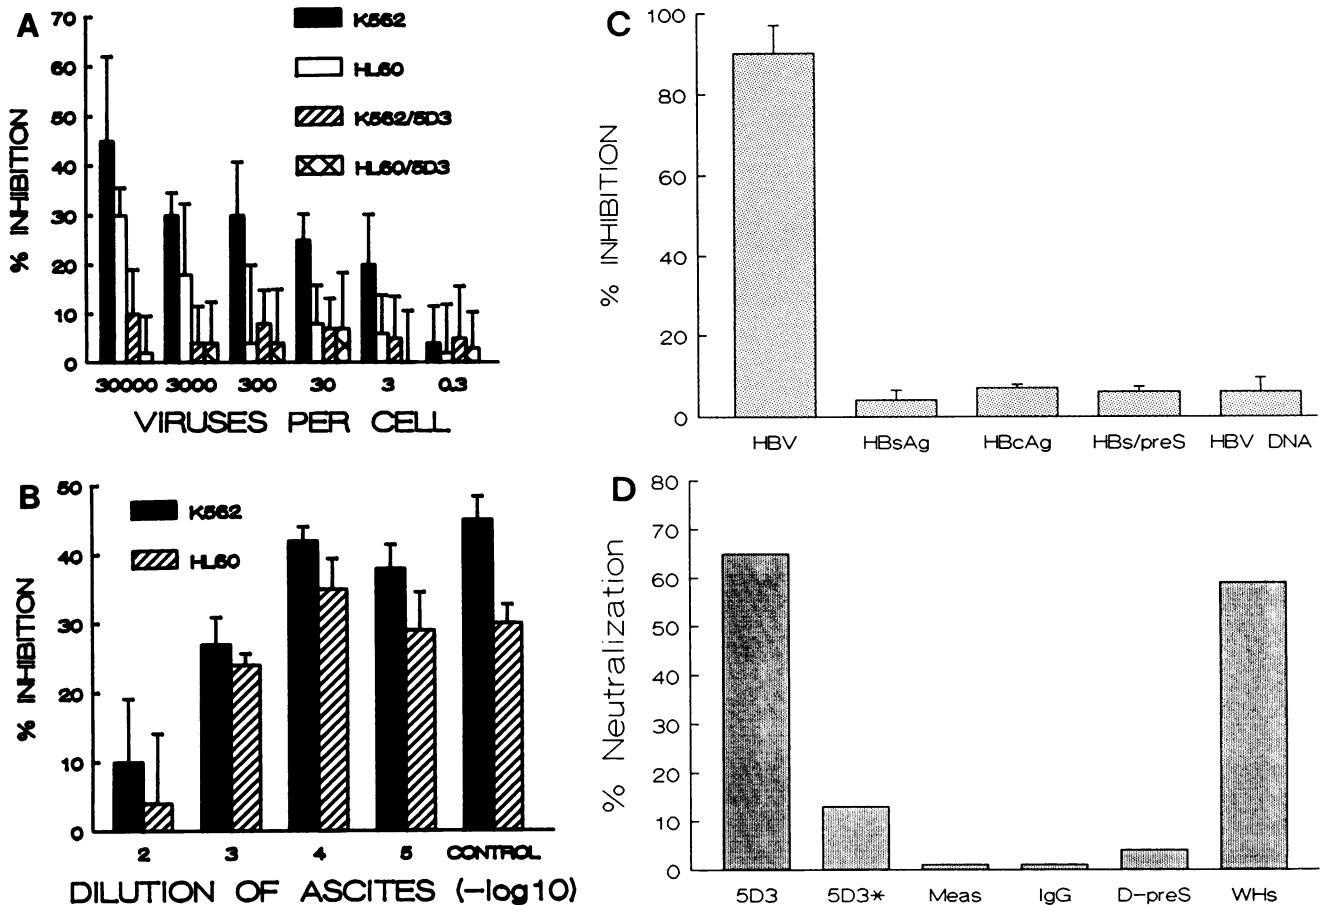 A
70
60
50
40
30
20
10
0
% INHIBITION
K562
HL60
K562/5D3
HL60/5D3
30000 3000 300 30 3 0.3
VIRUSES PER CELL
B
50
40
30
20
10
0
% INHIBITION
K562
HL60
2 3 4 5 CONTROL
DILUTION OF ASCITES (-log10)
C
100
80
60
40
20
0
% INHIBITION
HBV HBsAg HBcAg HBs/preS HBV DNA
D
80
70
60
50
40
30
20
10
0
% Neutralization
5D3 5D3* Meas IgG D-preS WHs